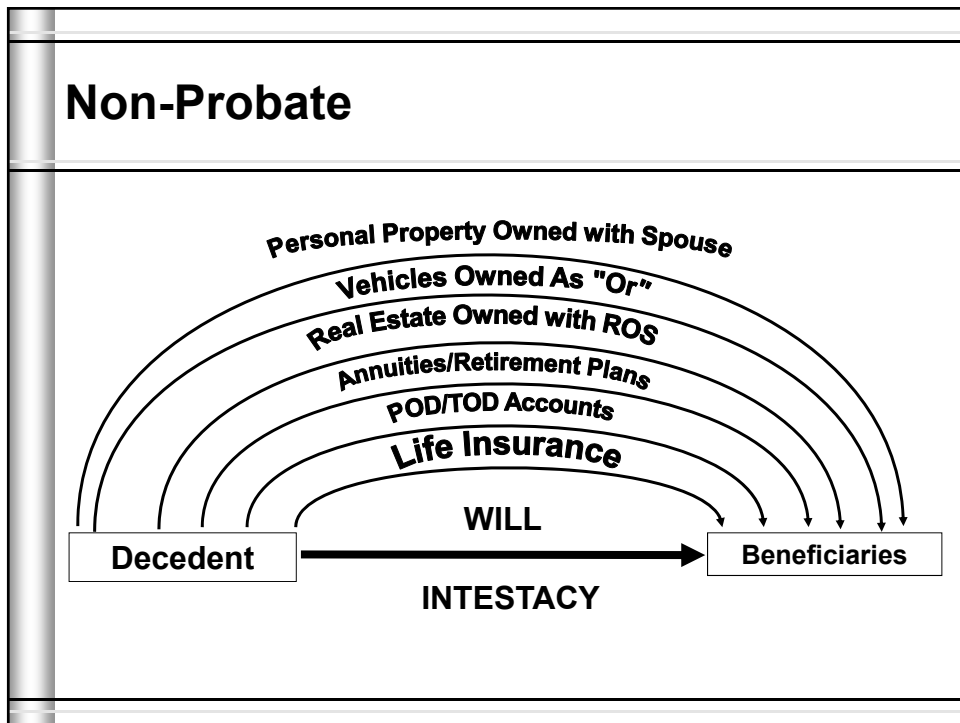 Non-Probate
Personal Property Owned with Spouse
Vehicles Owned As "Or"
Real Estate Owned with ROS
Annuities/Retirement Plans
POD/TOD Accounts
Life Insurance
WILL
Decedent
Beneficiaries
INTESTACY